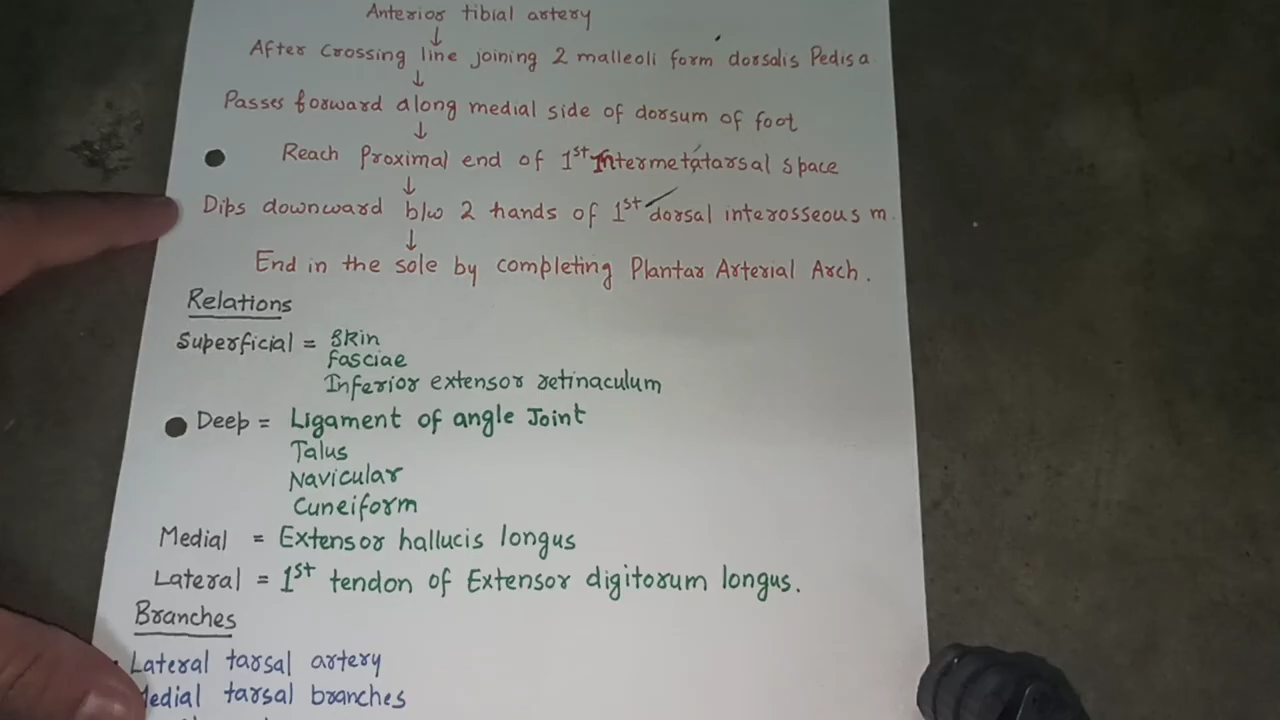 Anterior tibial artery
↓
After crossing line joining 2 malleoli form dorsalis Pedis a
↓
Passes forward along medial side of dorsum of foot
↓
Reach Proximal end of 1st Intermetatarsal space
↓
Dips downward b/w 2 hands of 1st dorsal interosseous m.
↓
End in the sole by completing Plantar Arterial Arch.
Relations
Superficial = Skin
fasciae
Inferior extensor retinaculum
Deep = Ligament of angle Joint
Talus
Navicular
Cuneiform
Medial = Extensor hallucis longus
Lateral = 1st tendon of Extensor digitorum longus.
Branches
Lateral tarsal artery
Medial tarsal branches